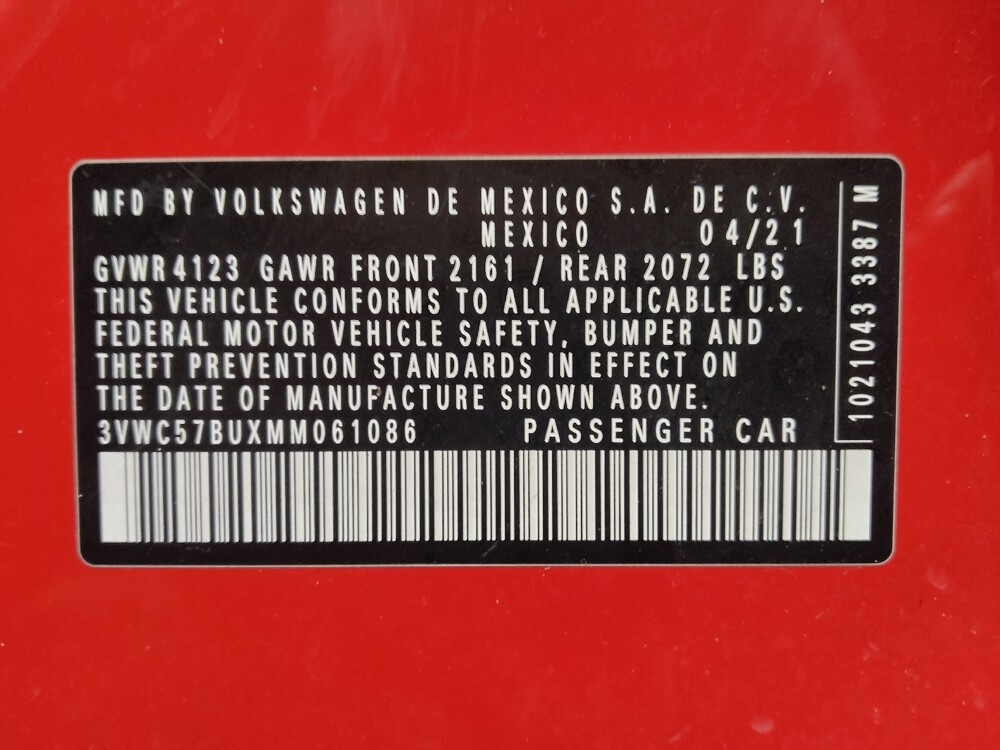 MFD BY VOLKSWAGEN DE MEXICO S.A. DE C.V.
MEXICO 04/21
GVWR 4123 GAWR FRONT 2161 / REAR 2072 LBS
THIS VEHICLE CONFORMS TO ALL APPLICABLE U.S.
FEDERAL MOTOR VEHICLE SAFETY, BUMPER AND
THEFT PREVENTION STANDARDS IN EFFECT ON
THE DATE OF MANUFACTURE SHOWN ABOVE.
3VWC57BUXMM061086 PASSENGER CAR
1021043 3387 M